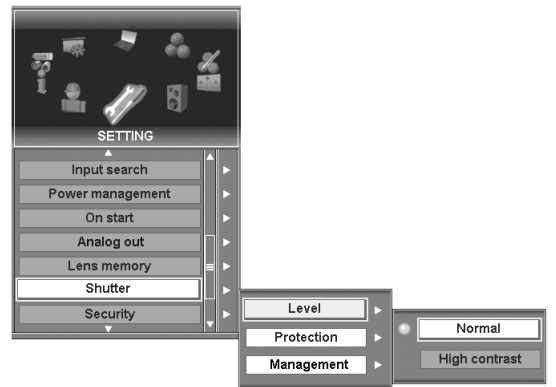 SETTING
Input search
Power management
On start
Analog out
Lens memory
Shutter
Security
Level
Protection
Management
Normal
High contrast